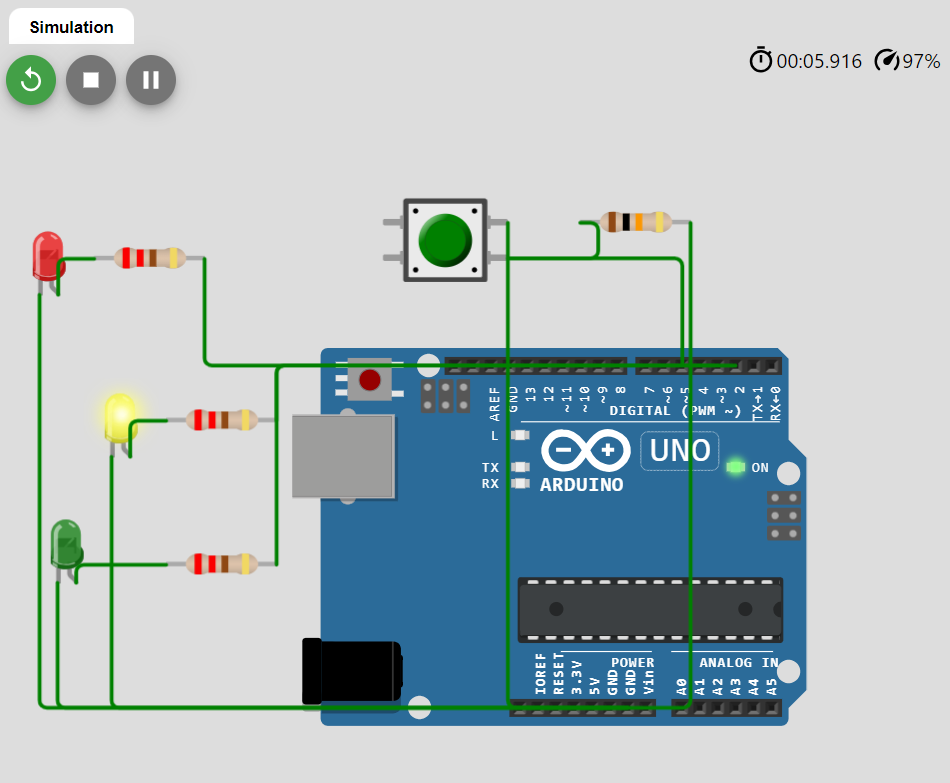 Simulation
00:05.916 97%
AREF GND 13 12 ~11 ~10 ~9 8 7 ~6 ~5 4 ~3 2 TX→1 RX←0
DIGITAL (PWM ~)
L
TX
RX
ARDUINO
UNO
ON
IOREF RESET 3.3V 5V GND GND Vin A0 A1 A2 A3 A4 A5
POWER ANALOG IN